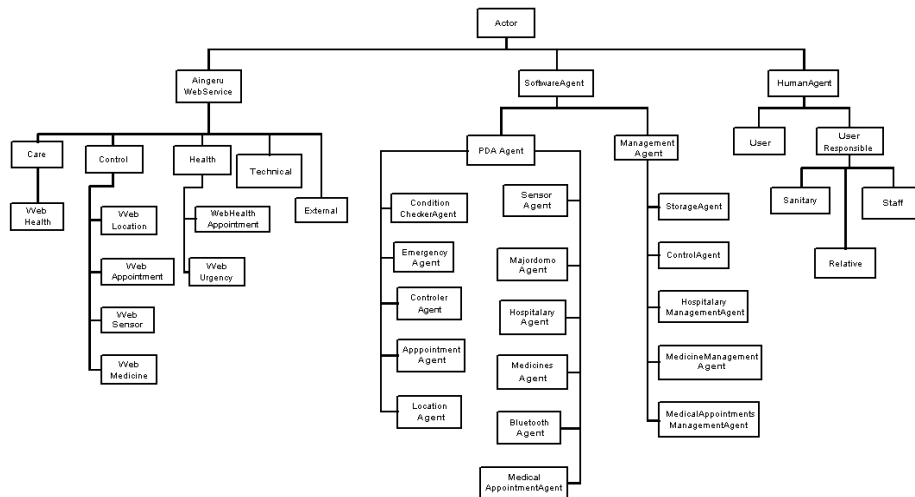 Actor
Aingeru
WebService
SoftwareAgent
HumanAgent
Care
Control
Health
Technical
External
Web
Health
Web
Location
Web
Appointment
Web
Sensor
Web
Medicine
WebHealth
Appointment
Web
Urgency
PDA Agent
Management
Agent
Condition
CheckerAgent
Emergency
Agent
Controler
Agent
Apppointment
Agent
Location
Agent
Sensor
Agent
Majordomo
Agent
Hospitalary
Agent
Medicines
Agent
Bluetooth
Agent
Medical
AppointmentAgent
StorageAgent
ControlAgent
Hospitalary
ManagementAgent
MedicineManagement
Agent
MedicalAppointments
ManagementAgent
User
User
Responsible
Sanitary
Staff
Relative